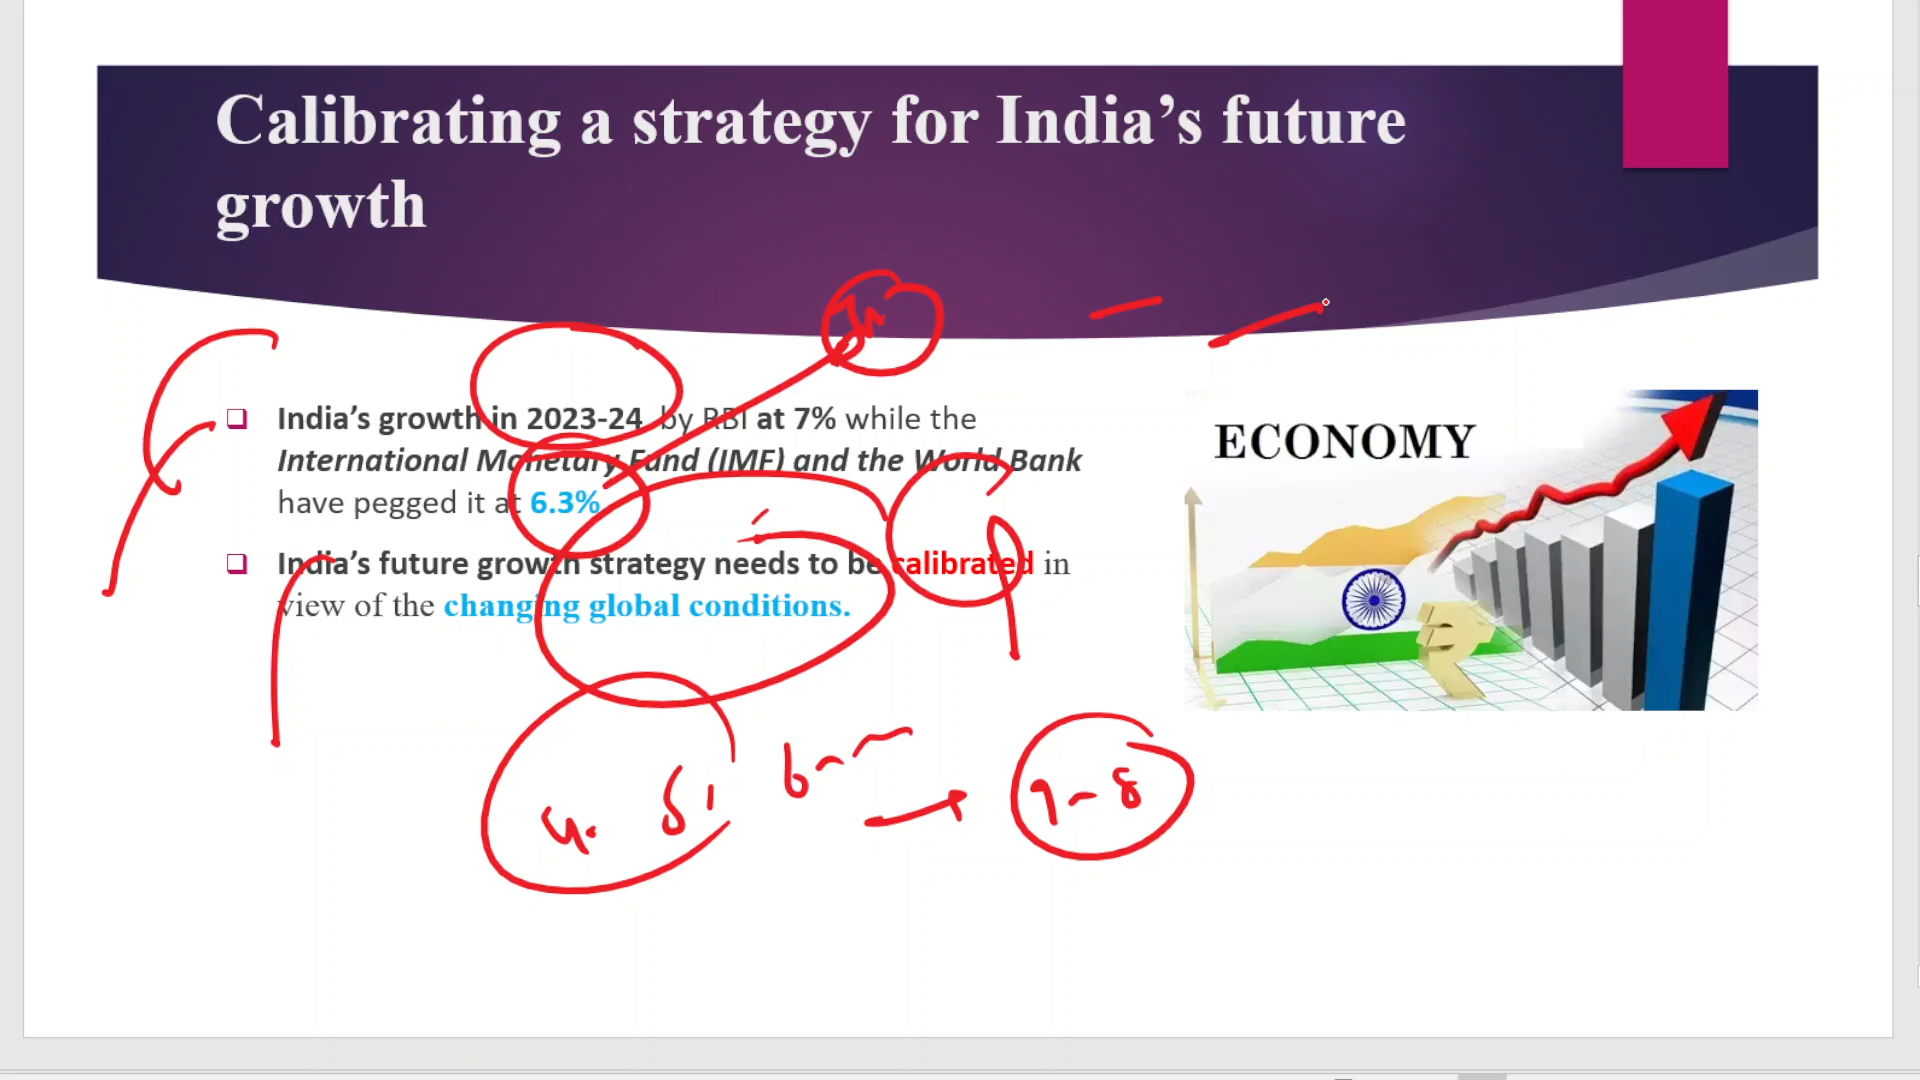 Calibrating a strategy for India’s future
growth
India’s growth in 2023-24 by RBI at 7% while the
International Monetary Fund (IMF) and the World Bank
have pegged it at 6.3%
India’s future growth strategy needs to be calibrated in
view of the changing global conditions.
ECONOMY